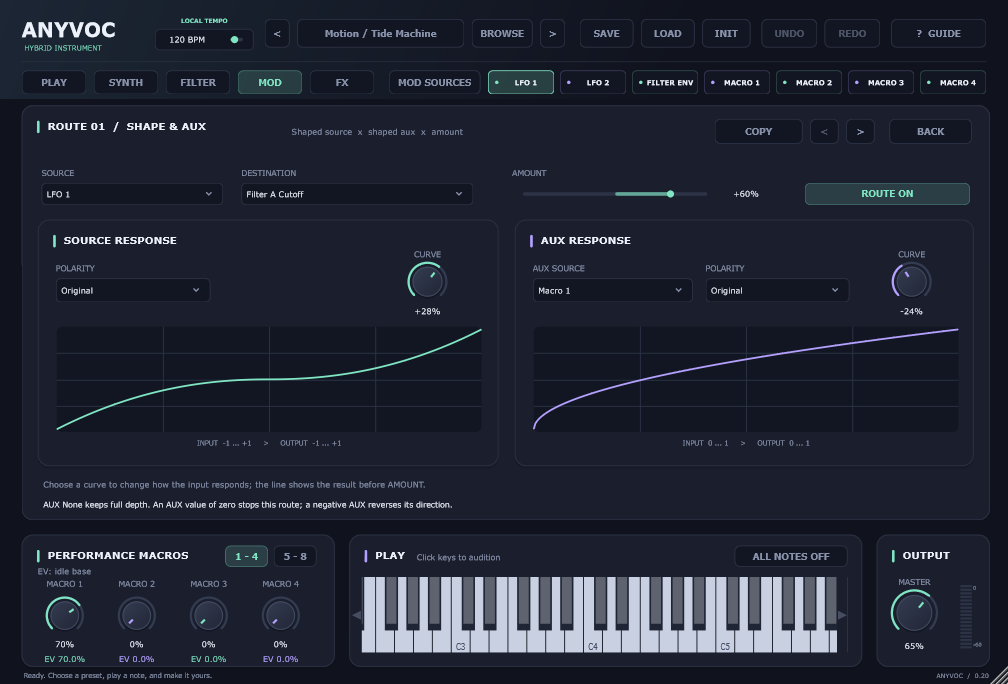 ANYVOC
HYBRID INSTRUMENT
LOCAL TEMPO
120 BPM
<
Motion / Tide Machine
BROWSE
>
SAVE
LOAD
INIT
UNDO
REDO
? GUIDE
PLAY
SYNTH
FILTER
MOD
FX
MOD SOURCES
LFO 1
LFO 2
FILTER ENV
MACRO 1
MACRO 2
MACRO 3
MACRO 4
ROUTE 01 / SHAPE & AUX
Shaped source x shaped aux x amount
COPY
<
>
BACK
SOURCE
DESTINATION
AMOUNT
LFO 1
Filter A Cutoff
+60%
ROUTE ON
SOURCE RESPONSE
CURVE
POLARITY
Original
+28%
INPUT -1 ... +1 > OUTPUT -1 ... +1
AUX RESPONSE
CURVE
AUX SOURCE
POLARITY
Macro 1
Original
-24%
INPUT 0 ... 1 > OUTPUT 0 ... 1
Choose a curve to change how the input responds; the line shows the result before AMOUNT.
AUX None keeps full depth. An AUX value of zero stops this route; a negative AUX reverses its direction.
PERFORMANCE MACROS
1 - 4
5 - 8
EV: idle base
MACRO 1
MACRO 2
MACRO 3
MACRO 4
70%
0%
0%
0%
EV 70.0%
EV 0.0%
EV 0.0%
EV 0.0%
PLAY
Click keys to audition
ALL NOTES OFF
C3
C4
C5
OUTPUT
MASTER
0
-60
65%
Ready. Choose a preset, play a note, and make it yours.
ANYVOC / 0.20